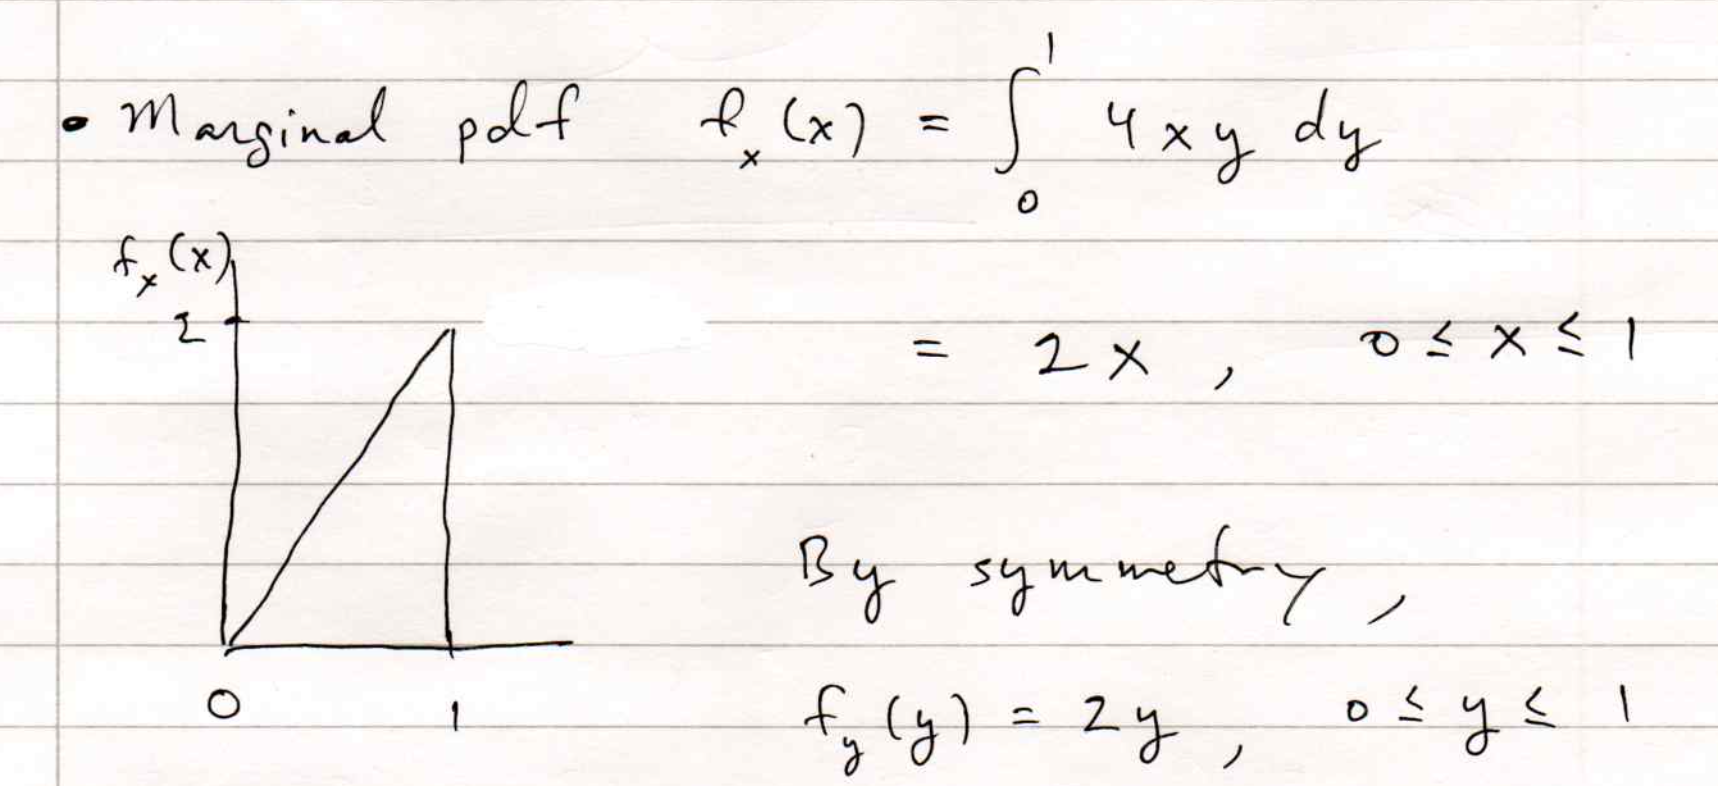 • Marginal pdf f_x(x) = ∫_0^1 4xy dy
f_x(x)
2
= 2x, 0 ≤ x ≤ 1
By symmetry,
0 1
f_y(y) = 2y, 0 ≤ y ≤ 1